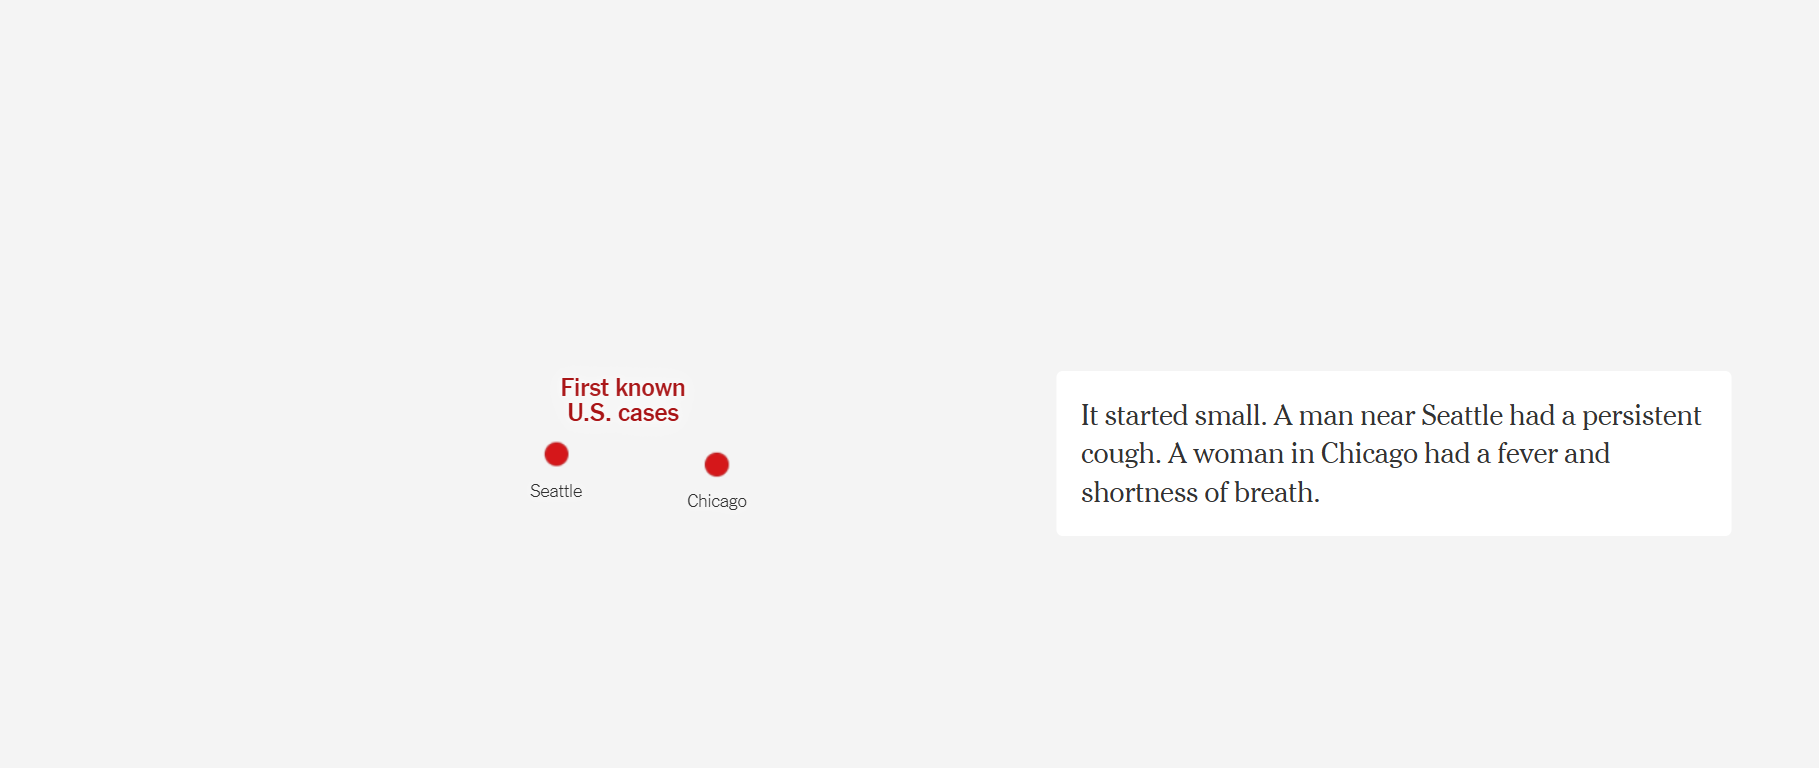 First known
U.S. cases
Seattle
Chicago
It started small. A man near Seattle had a persistent
cough. A woman in Chicago had a fever and
shortness of breath.